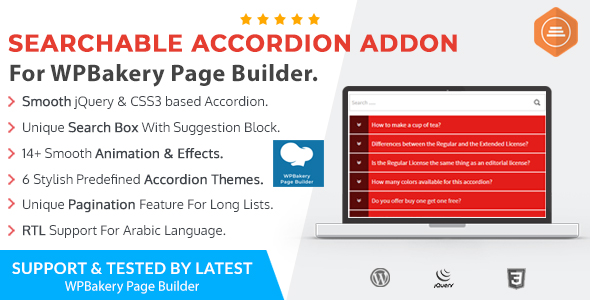 SEARCHABLE ACCORDION ADDON
For WPBakery Page Builder.
Smooth jQuery & CSS3 based Accordion.
Unique Search Box With Suggestion Block.
14+ Smooth Animation & Effects.
6 Stylish Predefined Accordion Themes.
Unique Pagination Feature For Long Lists.
RTL Support For Arabic Language.
WPBakery
Page Builder
SUPPORT & TESTED BY LATEST
WPBakery Page Builder
Search .....
How to make a cup of tea?
Differences between the Regular and the Extended License?
Is the Regular License the same thing as an editorial license?
How many colors available for this accordion?
Do you offer buy one get one free?
jQuery
3